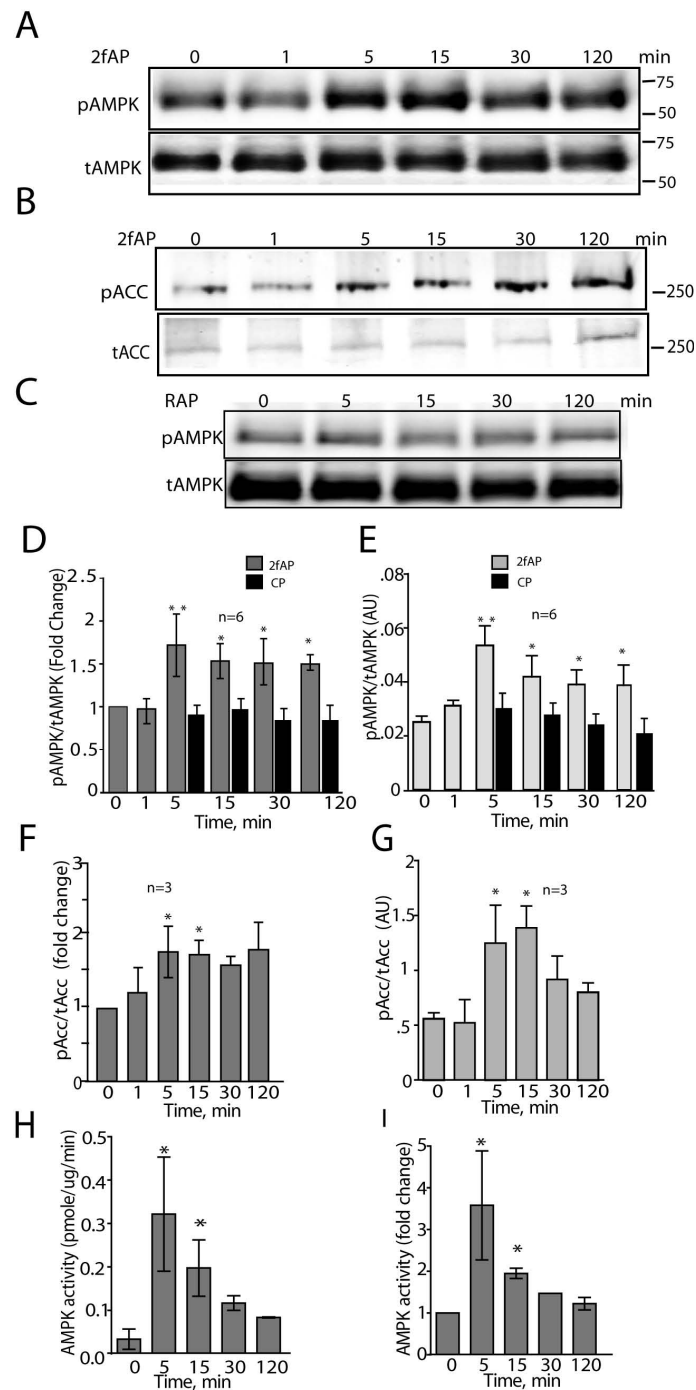 A
2fAP 0 1 5 15 30 120 min
pAMPK
75
50
tAMPK
75
50
B
2fAP 0 1 5 15 30 120 min
pACC
250
tACC
250
C
RAP 0 5 15 30 120 min
pAMPK
tAMPK
D
pAMPK/tAMPK (Fold Change)
2.5
2
1.5
1
0.5
0
2fAP
CP
n=6
* *
*
*
*
0 1 5 15 30 120
Time, min
E
pAMPK/tAMPK (AU)
.08
.06
.04
.02
0
2fAP
CP
n=6
* *
*
*
*
0 1 5 15 30 120
Time, min
F
pAcc/tAcc (fold change)
3
2
1
0
n=3
*
*
0 1 5 15 30 120
Time, min
G
pAcc/tAcc (AU)
2
1.5
1
.5
0
n=3
*
*
0 1 5 15 30 120
Time, min
H
AMPK activity (pmole/ug/min)
0.5
0.4
0.3
0.2
0.1
0.0
*
*
0 5 15 30 120
Time, min
I
AMPK activity (fold change)
5
4
3
2
1
0
*
*
0 5 15 30 120
Time, min